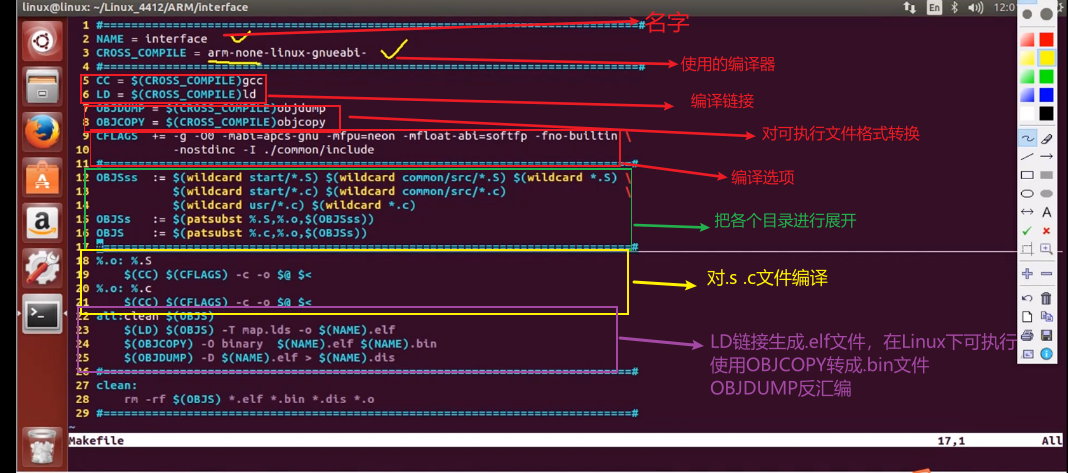 linux@linux: ~/Linux_4412/ARM/interface
En
1 #=====================================================================#
2 NAME = interface
名字
3 CROSS_COMPILE = arm-none-linux-gnueabi-
使用的编译器
4 #=====================================================================#
5 CC = $(CROSS_COMPILE)gcc
6 LD = $(CROSS_COMPILE)ld
编译链接
7 OBJDUMP = $(CROSS_COMPILE)objdump
8 OBJCOPY = $(CROSS_COMPILE)objcopy
对可执行文件格式转换
9 CFLAGS += -g -O0 -mabi=apcs-gnu -mfpu=neon -mfloat-abi=softfp -fno-builtin \
10 -nostdinc -I ./common/include
11 #=====================================================================#
编译选项
12 OBJSss := $(wildcard start/*.S) $(wildcard common/src/*.S) $(wildcard *.S) \
13 $(wildcard start/*.c) $(wildcard common/src/*.c) \
14 $(wildcard usr/*.c) $(wildcard *.c)
15 OBJSs := $(patsubst %.S,%.o,$(OBJSss))
把各个目录进行展开
16 OBJS := $(patsubst %.c,%.o,$(OBJSs))
17 #=====================================================================#
18 %.o: %.S
19 $(CC) $(CFLAGS) -c -o $@ $<
对.s .c文件编译
20 %.o: %.c
21 $(CC) $(CFLAGS) -c -o $@ $<
22 all:clean $(OBJS)
23 $(LD) $(OBJS) -T map.lds -o $(NAME).elf
24 $(OBJCOPY) -O binary $(NAME).elf $(NAME).bin
25 $(OBJDUMP) -D $(NAME).elf > $(NAME).dis
LD链接生成.elf文件，在Linux下可执行
使用OBJCOPY转成.bin文件
OBJDUMP反汇编
26 #=====================================================================#
27 clean:
28 rm -rf $(OBJS) *.elf *.bin *.dis *.o
29 #=====================================================================#
~
Makefile 17,1 All